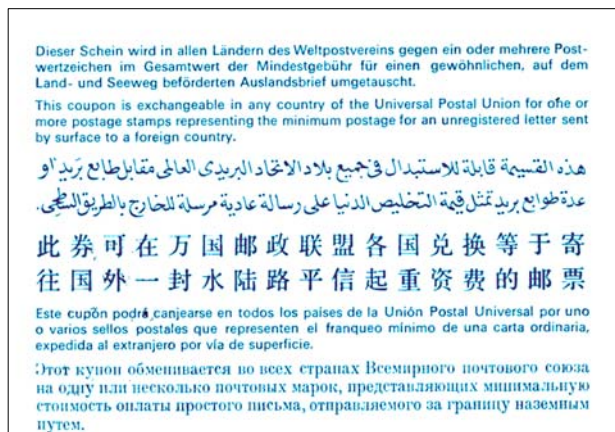 Dieser Schein wird in allen Ländern des Weltpostvereins gegen ein oder mehrere Post-
wertzeichen im Gesamtwert der Mindestgebühr für einen gewöhnlichen, auf dem
Land- und Seeweg beförderten Auslandsbrief umgetauscht.
This coupon is exchangeable in any country of the Universal Postal Union for one or
more postage stamps representing the minimum postage for an unregistered letter sent
by surface to a foreign country.
هذه القسيمة قابلة للاستبدال فى جميع بلاد الاتحاد البريدى العالمى مقابل طابع بريد او
عدة طوابع بريد تمثل قيمة التخليص الدنيا على رسالة عادية مرسلة للخارج بالطريق السطحى.
此券可在万国邮政联盟各国兑换等于寄
往国外一封水陆路平信起重资费的邮票
Este cupón podrá canjearse en todos los países de la Unión Postal Universal por uno
o varios sellos postales que representen el franqueo mínimo de una carta ordinaria,
expedida al extranjero por vía de superficie.
Этот купон обменивается во всех странах Всемирного почтового союза
на одну или несколько почтовых марок, представляющих минимальную
стоимость оплаты простого письма, отправляемого за границу наземным
путем.